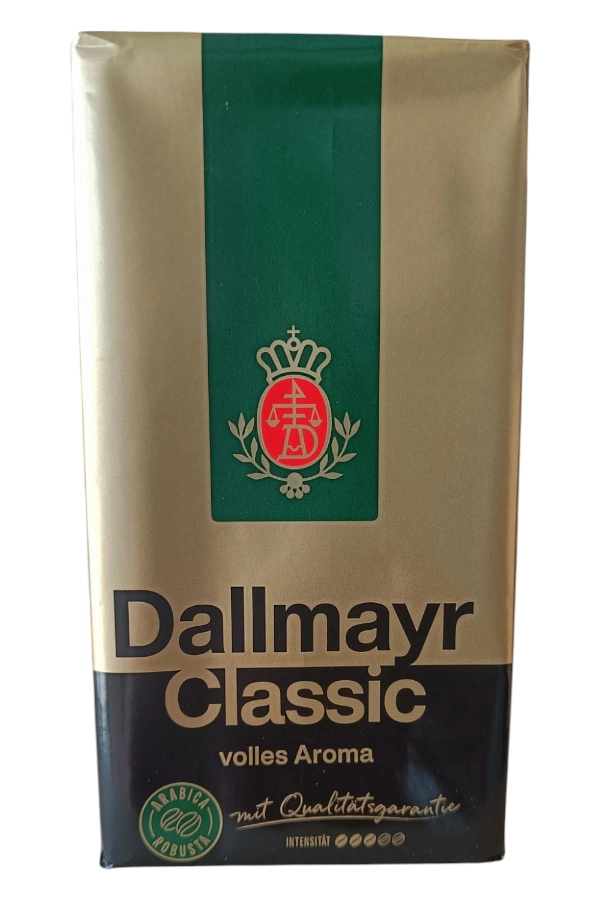 Dallmayr
Classic
volles Aroma
ARABICA
ROBUSTA
mit Qualitätsgarantie
INTENSITÄT